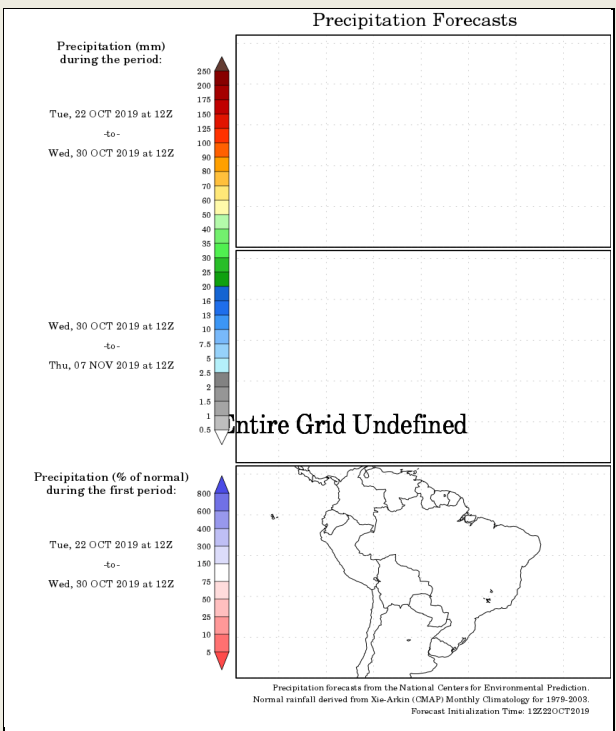 Precipitation Forecasts
Precipitation (mm)
during the period:
Tue, 22 OCT 2019 at 12Z
-to-
Wed, 30 OCT 2019 at 12Z
250
200
175
150
125
100
90
80
70
60
50
40
35
30
25
20
16
13
10
7.5
5
2.5
2
1.5
1
0.5
Wed, 30 OCT 2019 at 12Z
-to-
Thu, 07 NOV 2019 at 12Z
Entire Grid Undefined
Precipitation (% of normal)
during the first period:
Tue, 22 OCT 2019 at 12Z
-to-
Wed, 30 OCT 2019 at 12Z
800
600
400
300
150
75
50
25
10
5
Precipitation forecasts from the National Centers for Environmental Prediction.
Normal rainfall derived from Xie-Arkin (CMAP) Monthly Climatology for 1979-2003.
Forecast Initialization Time: 12Z22OCT2019